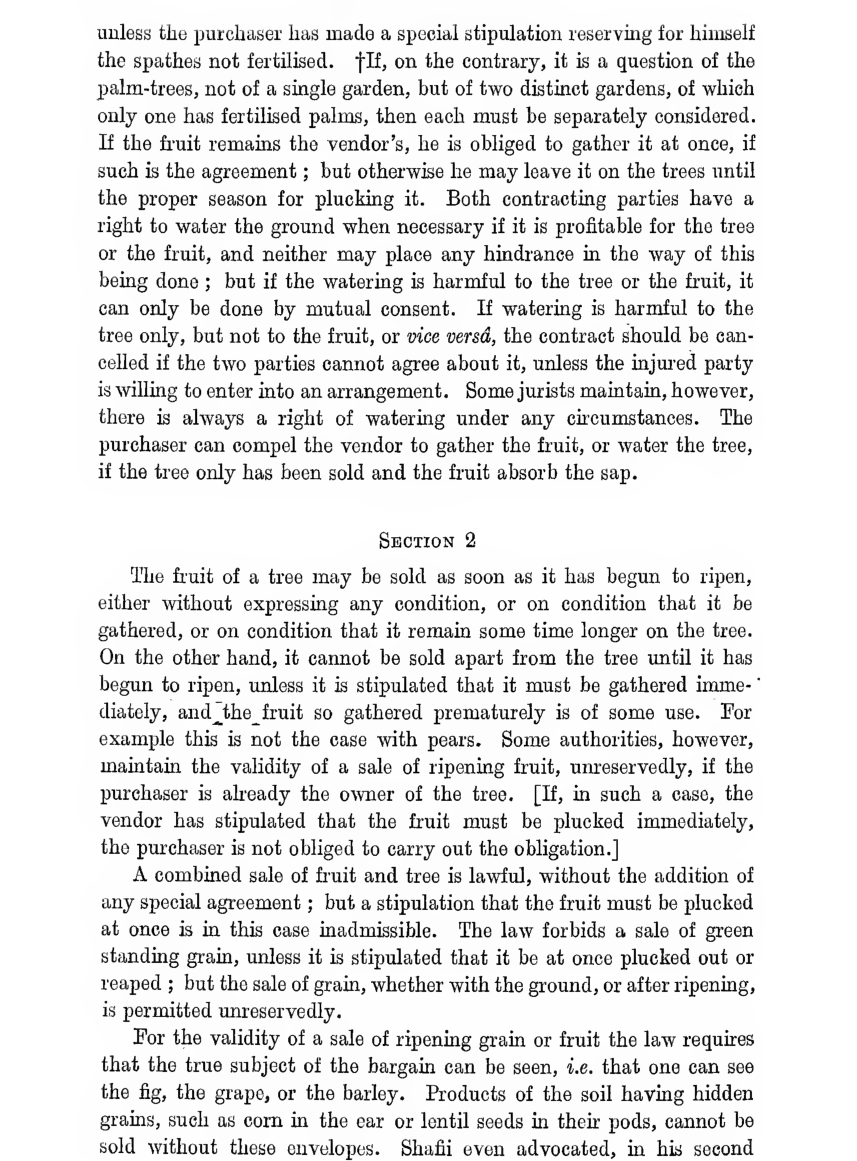 unless the purchaser has made a special stipulation reserving for himself
the spathes not fertilised. †If, on the contrary, it is a question of the
palm-trees, not of a single garden, but of two distinct gardens, of which
only one has fertilised palms, then each must be separately considered.
If the fruit remains the vendor's, he is obliged to gather it at once, if
such is the agreement ; but otherwise he may leave it on the trees until
the proper season for plucking it. Both contracting parties have a
right to water the ground when necessary if it is profitable for the tree
or the fruit, and neither may place any hindrance in the way of this
being done ; but if the watering is harmful to the tree or the fruit, it
can only be done by mutual consent. If watering is harmful to the
tree only, but not to the fruit, or vice versâ, the contract should be can-
celled if the two parties cannot agree about it, unless the injured party
is willing to enter into an arrangement. Some jurists maintain, however,
there is always a right of watering under any circumstances. The
purchaser can compel the vendor to gather the fruit, or water the tree,
if the tree only has been sold and the fruit absorb the sap.
SECTION 2
The fruit of a tree may be sold as soon as it has begun to ripen,
either without expressing any condition, or on condition that it be
gathered, or on condition that it remain some time longer on the tree.
On the other hand, it cannot be sold apart from the tree until it has
begun to ripen, unless it is stipulated that it must be gathered imme-
diately, and the fruit so gathered prematurely is of some use. For
example this is not the case with pears. Some authorities, however,
maintain the validity of a sale of ripening fruit, unreservedly, if the
purchaser is already the owner of the tree. [If, in such a case, the
vendor has stipulated that the fruit must be plucked immediately,
the purchaser is not obliged to carry out the obligation.]
A combined sale of fruit and tree is lawful, without the addition of
any special agreement ; but a stipulation that the fruit must be plucked
at once is in this case inadmissible. The law forbids a sale of green
standing grain, unless it is stipulated that it be at once plucked out or
reaped ; but the sale of grain, whether with the ground, or after ripening,
is permitted unreservedly.
For the validity of a sale of ripening grain or fruit the law requires
that the true subject of the bargain can be seen, i.e. that one can see
the fig, the grape, or the barley. Products of the soil having hidden
grains, such as corn in the ear or lentil seeds in their pods, cannot be
sold without these envelopes. Shafii even advocated, in his second